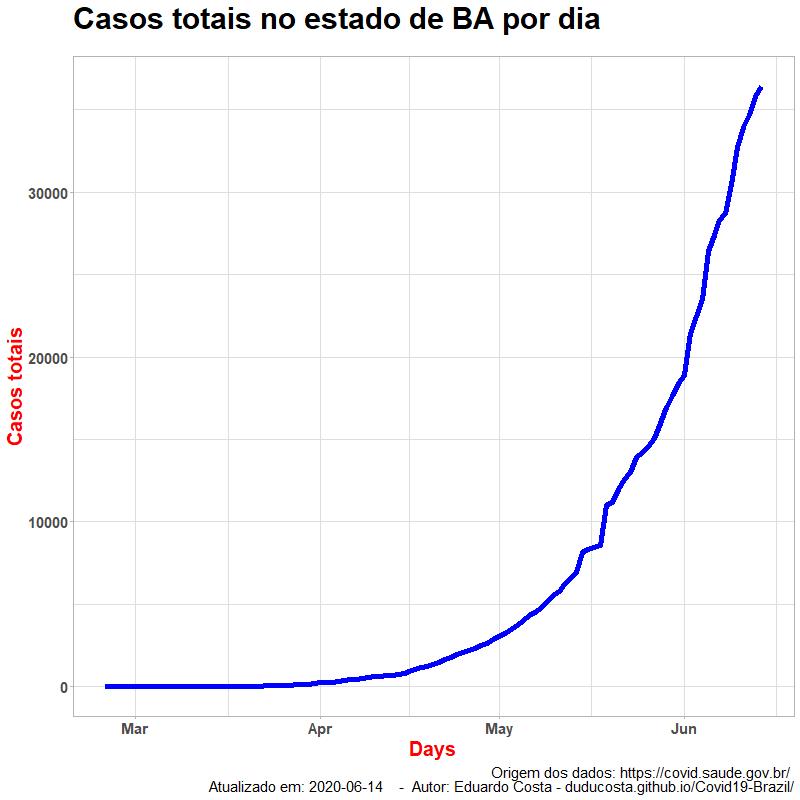 Casos totais no estado de BA por dia
Casos totais
30000
20000
10000
0
Mar Apr May Jun
Days
Origem dos dados: https://covid.saude.gov.br/
Atualizado em: 2020-06-14 - Autor: Eduardo Costa - duducosta.github.io/Covid19-Brazil/